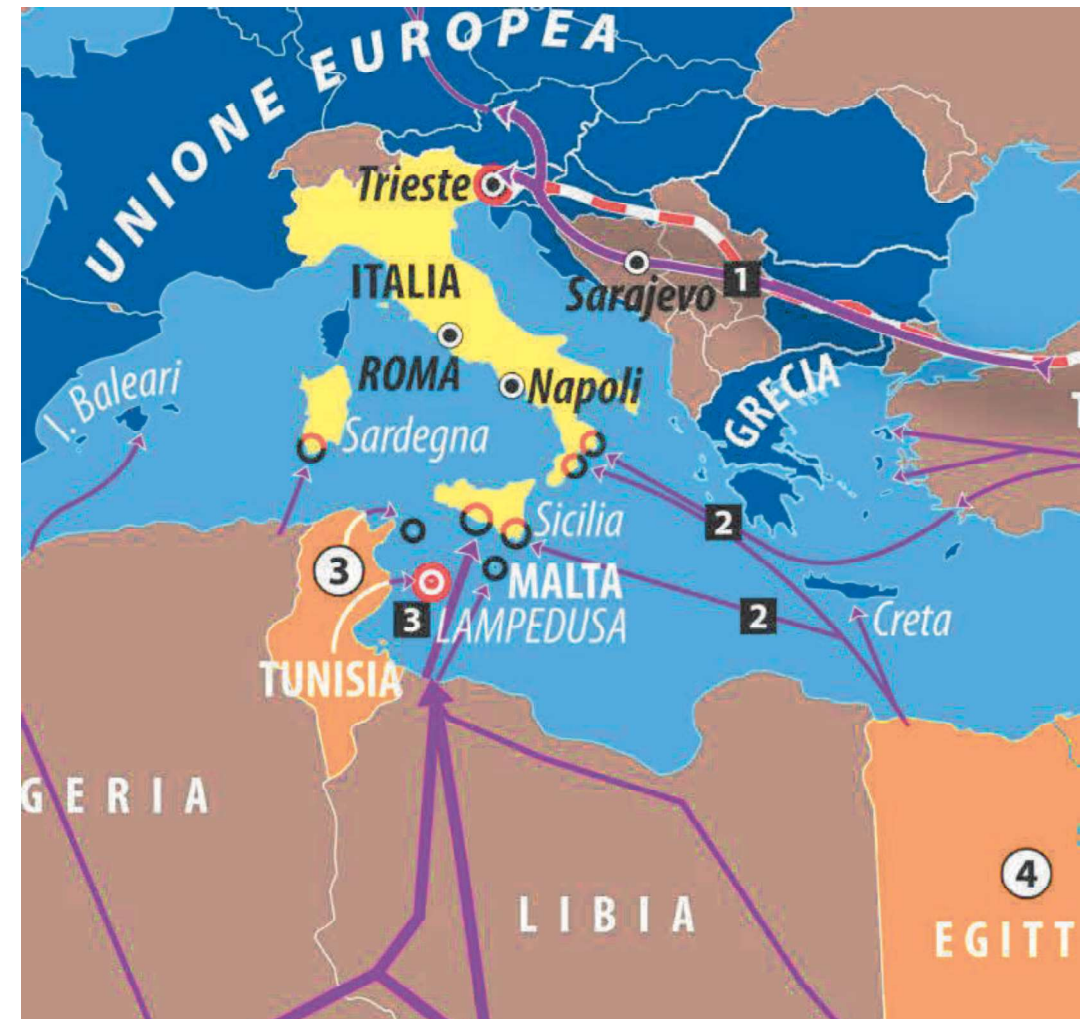 UNIONE EUROPEA
Trieste
ITALIA
Sarajevo
1
ROMA
Napoli
I. Baleari
Sardegna
GRECIA
T
2
Sicilia
3
MALTA
2
3
LAMPEDUSA
Creta
TUNISIA
GERIA
4
LIBIA
EGITT